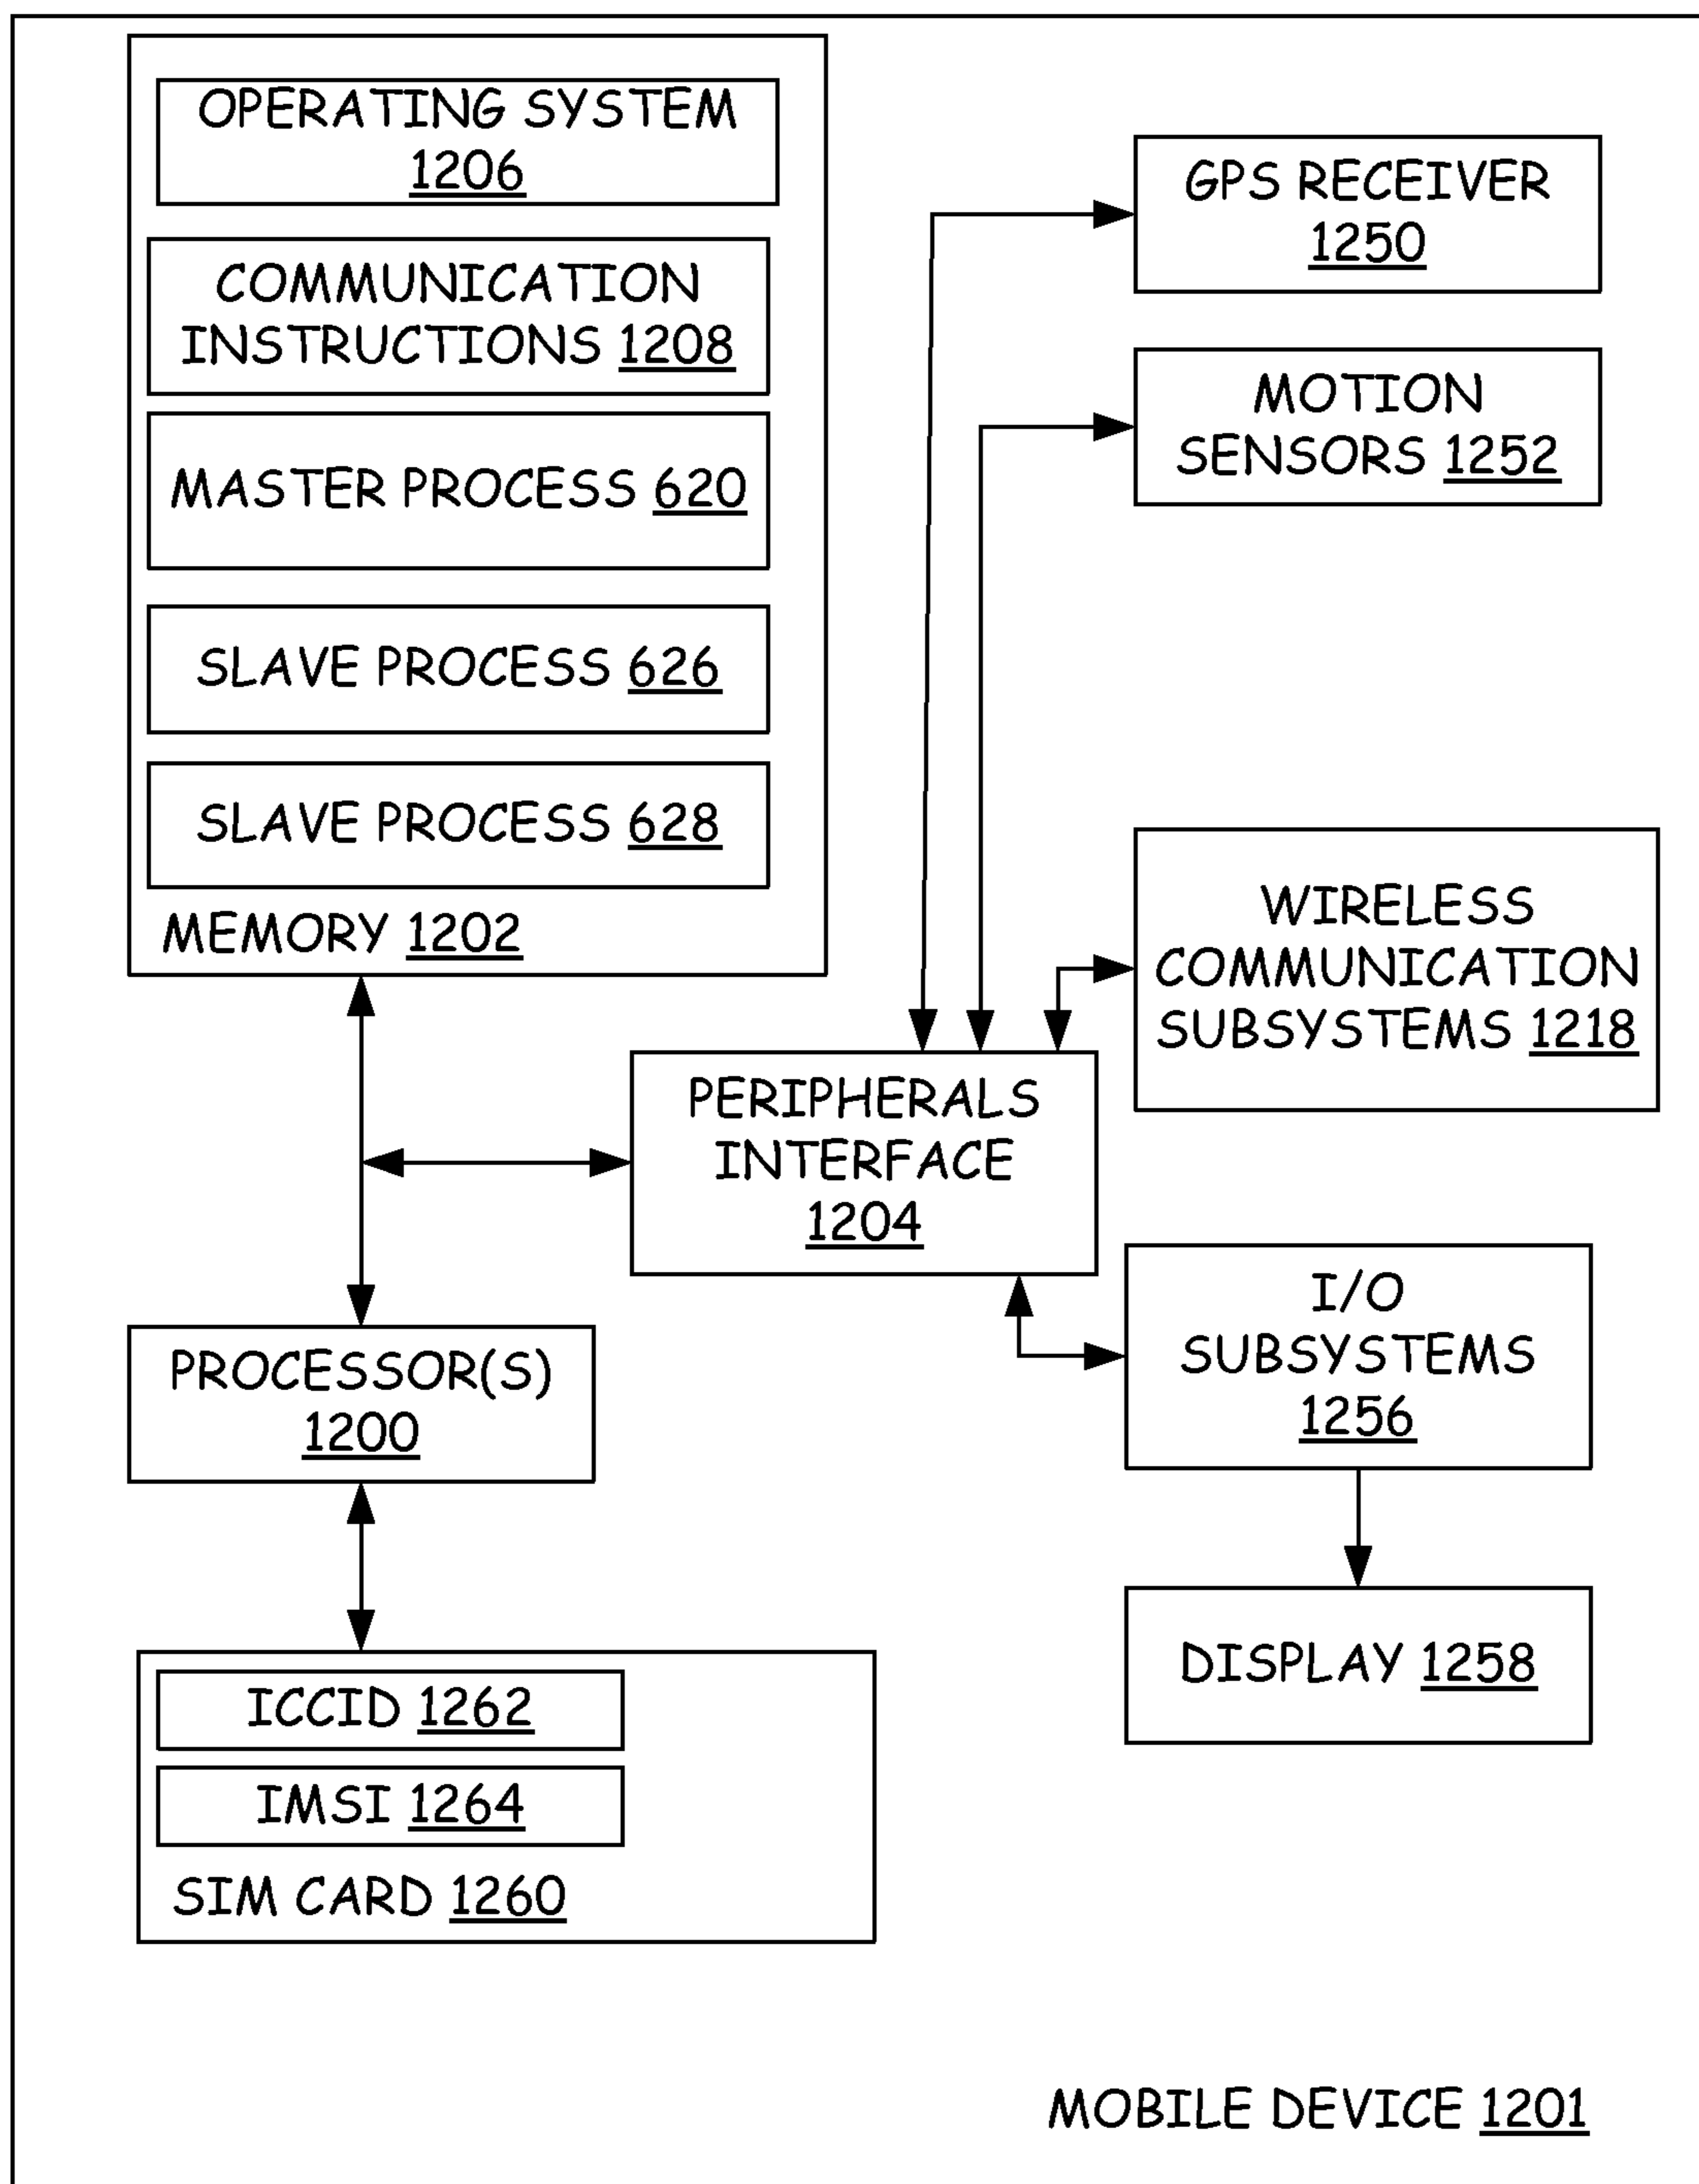 OPERATING SYSTEM
1206
COMMUNICATION
INSTRUCTIONS 1208
MASTER PROCESS 620
SLAVE PROCESS 626
SLAVE PROCESS 628
MEMORY 1202
GPS RECEIVER
1250
MOTION
SENSORS 1252
WIRELESS
COMMUNICATION
SUBSYSTEMS 1218
PERIPHERALS
INTERFACE
1204
I/O
SUBSYSTEMS
1256
PROCESSOR(S)
1200
DISPLAY 1258
ICCID 1262
IMSI 1264
SIM CARD 1260
MOBILE DEVICE 1201